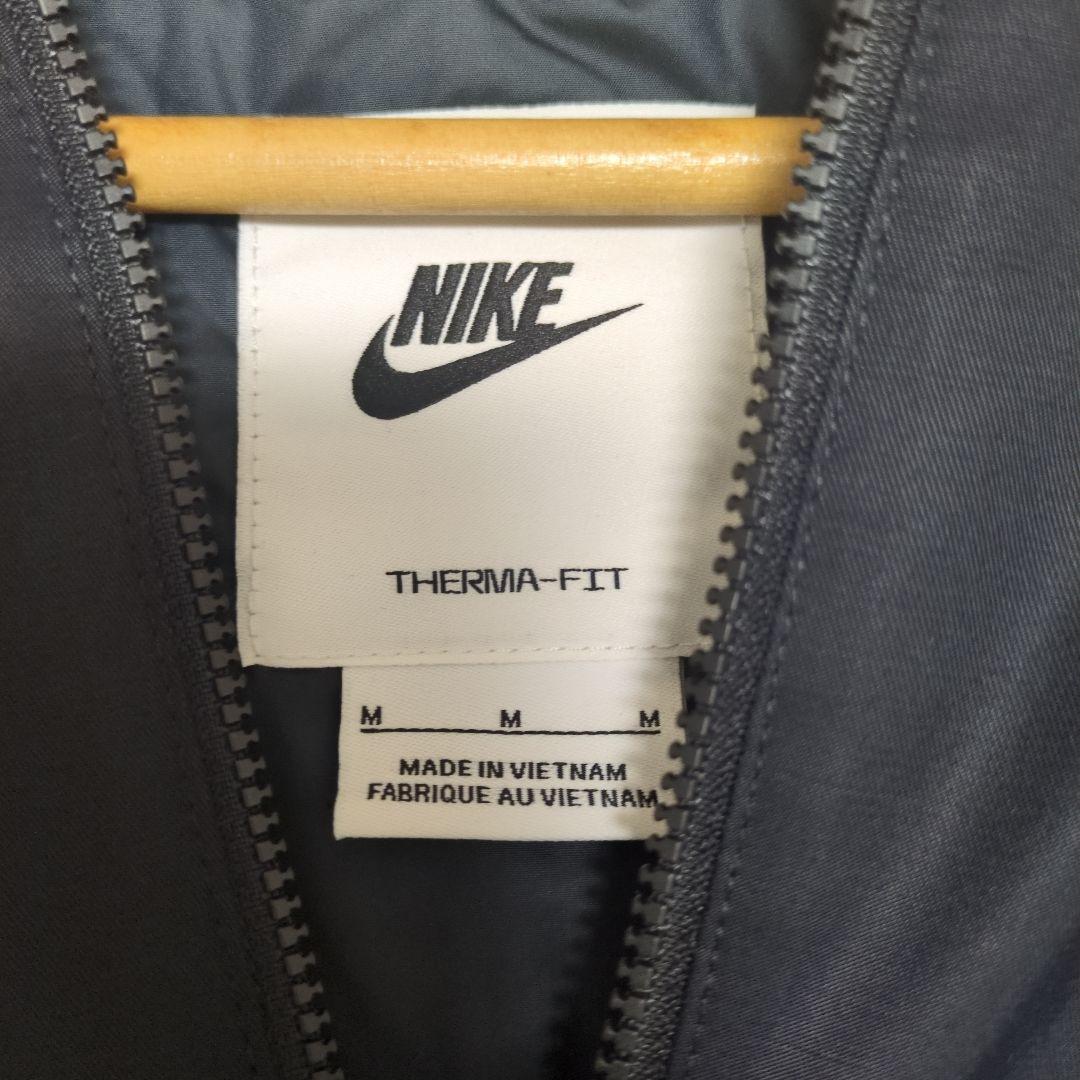 NIKE
THERMA-FIT
M M M
MADE IN VIETNAM
FABRIQUE AU VIETNAM